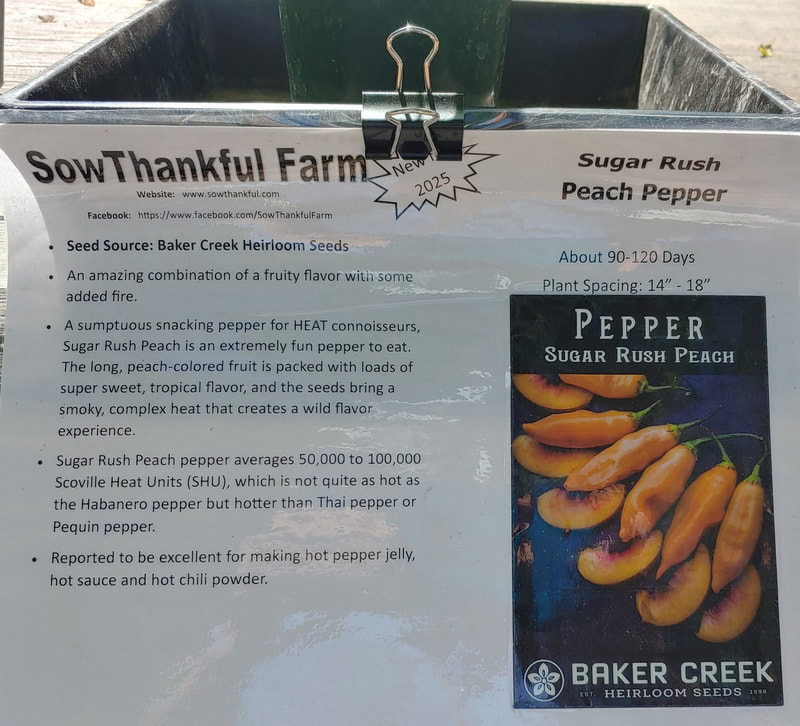 SowThankful Farm
Website: www.sowthankful.com
Facebook: https://www.facebook.com/SowThankfulFarm
New
2025
Sugar Rush
Peach Pepper
• Seed Source: Baker Creek Heirloom Seeds
• An amazing combination of a fruity flavor with some
added fire.
• A sumptuous snacking pepper for HEAT connoisseurs,
Sugar Rush Peach is an extremely fun pepper to eat.
The long, peach-colored fruit is packed with loads of
super sweet, tropical flavor, and the seeds bring a
smoky, complex heat that creates a wild flavor
experience.
• Sugar Rush Peach pepper averages 50,000 to 100,000
Scoville Heat Units (SHU), which is not quite as hot as
the Habanero pepper but hotter than Thai pepper or
Pequin pepper.
• Reported to be excellent for making hot pepper jelly,
hot sauce and hot chili powder.
About 90-120 Days
Plant Spacing: 14” - 18”
PEPPER
SUGAR RUSH PEACH
BAKER CREEK
EST. HEIRLOOM SEEDS 1998